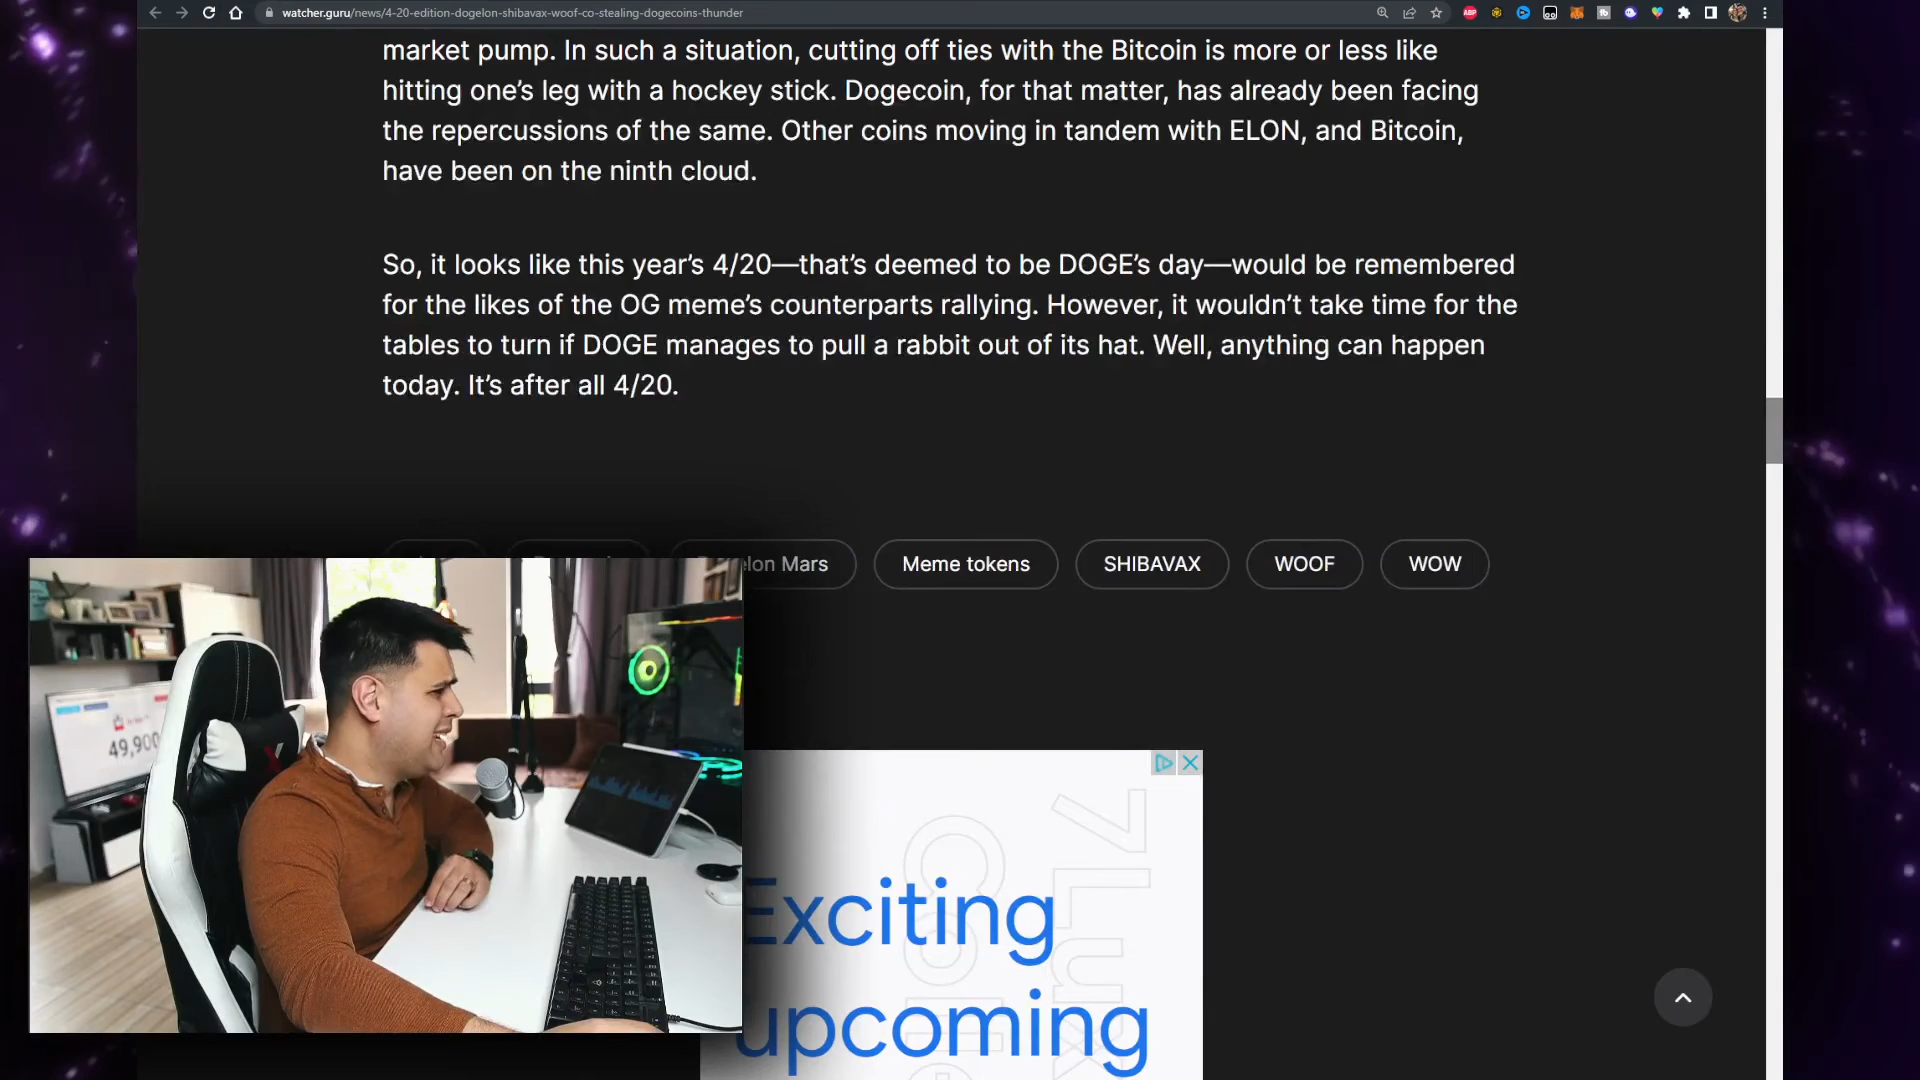 watcher.guru/news/4-20-edition-dogelon-shibavax-woof-co-stealing-dogecoins-thunder
ABP
market pump. In such a situation, cutting off ties with the Bitcoin is more or less like
hitting one’s leg with a hockey stick. Dogecoin, for that matter, has already been facing
the repercussions of the same. Other coins moving in tandem with ELON, and Bitcoin,
have been on the ninth cloud.
So, it looks like this year’s 4/20—that’s deemed to be DOGE’s day—would be remembered
for the likes of the OG meme’s counterparts rallying. However, it wouldn’t take time for the
tables to turn if DOGE manages to pull a rabbit out of its hat. Well, anything can happen
today. It’s after all 4/20.
elon Mars
Meme tokens
SHIBAVAX
WOOF
WOW
49,900
Exciting
upcoming